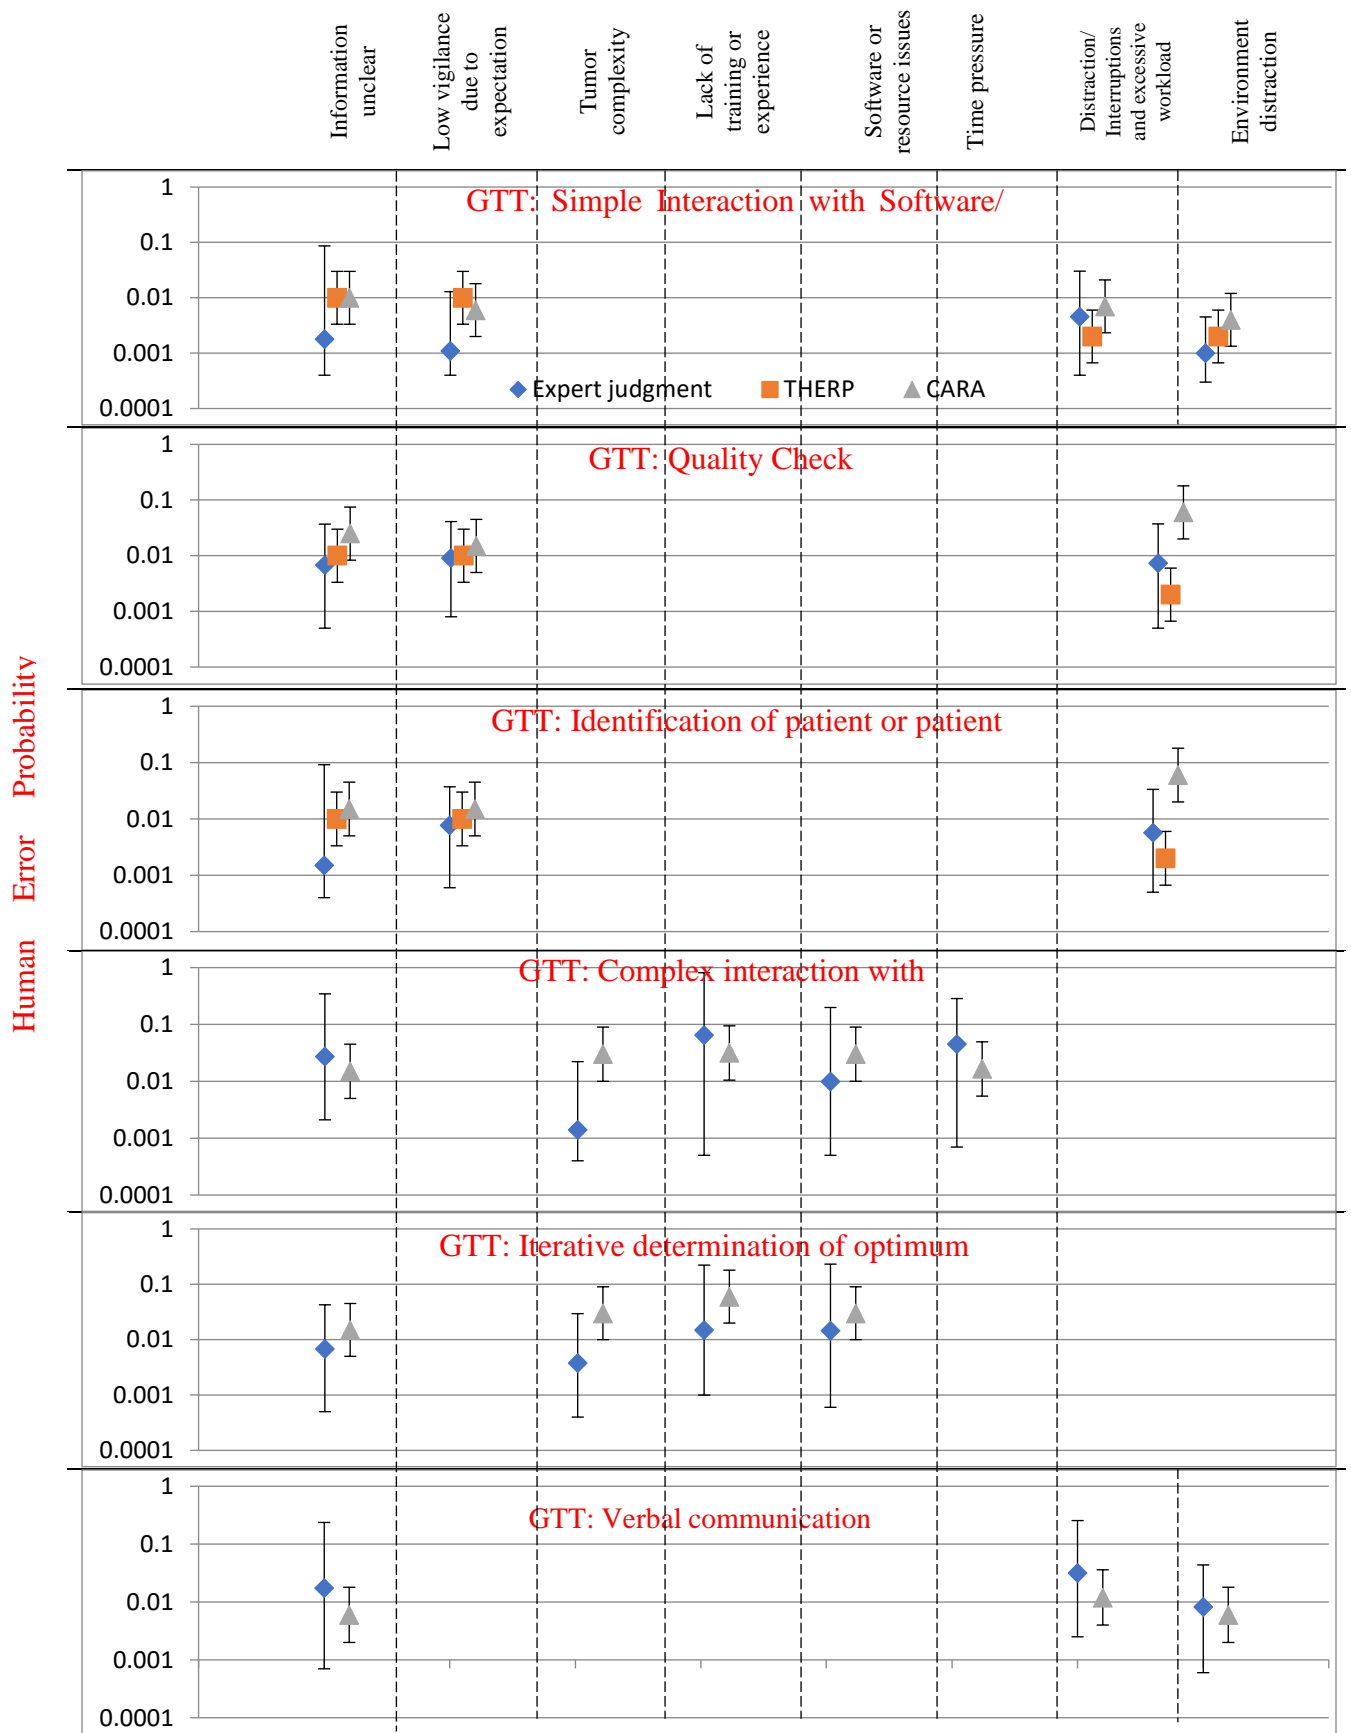 Information
unclear
Low vigilance
due to
expectation
Tumor
complexity
Lack of
training or
experience
Software or
resource issues
Time pressure
Distraction/
Interruptions
and excessive
workload
Environment
distraction
Human Error Probability
GTT: Simple Interaction with Software/
1
0.1
0.01
0.001
0.0001
Expert judgment THERP CARA
GTT: Quality Check
1
0.1
0.01
0.001
0.0001
GTT: Identification of patient or patient
1
0.1
0.01
0.001
0.0001
GTT: Complex interaction with
1
0.1
0.01
0.001
0.0001
GTT: Iterative determination of optimum
1
0.1
0.01
0.001
0.0001
GTT: Verbal communication
1
0.1
0.01
0.001
0.0001